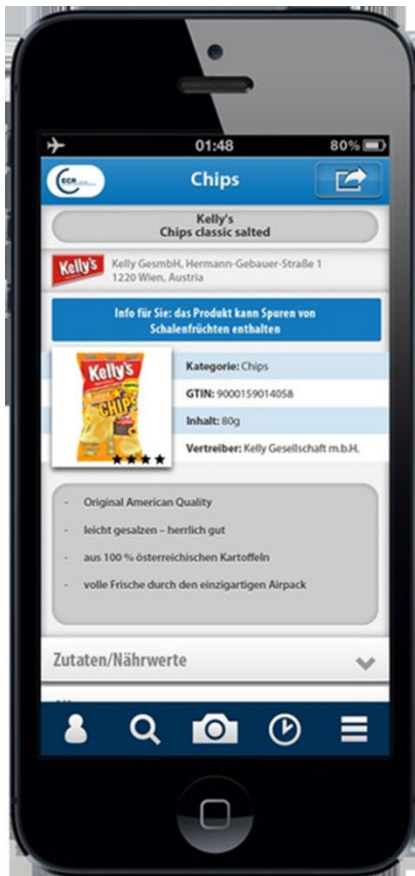 01:48
80%
ECR
Chips
Kelly's
Chips classic salted
Kelly's
Kelly GesmbH, Hermann-Gebauer-Straße 1
1220 Wien, Austria
Info für Sie: das Produkt kann Spuren von
Schalenfrüchten enthalten
Kelly's
CHIPS
Kategorie: Chips
GTIN: 9000159014058
Inhalt: 80g
Vertreiber: Kelly Gesellschaft m.b.H.
- Original American Quality
- leicht gesalzen – herrlich gut
- aus 100 % österreichischen Kartoffeln
- volle Frische durch den einzigartigen Airpack
Zutaten/Nährwerte